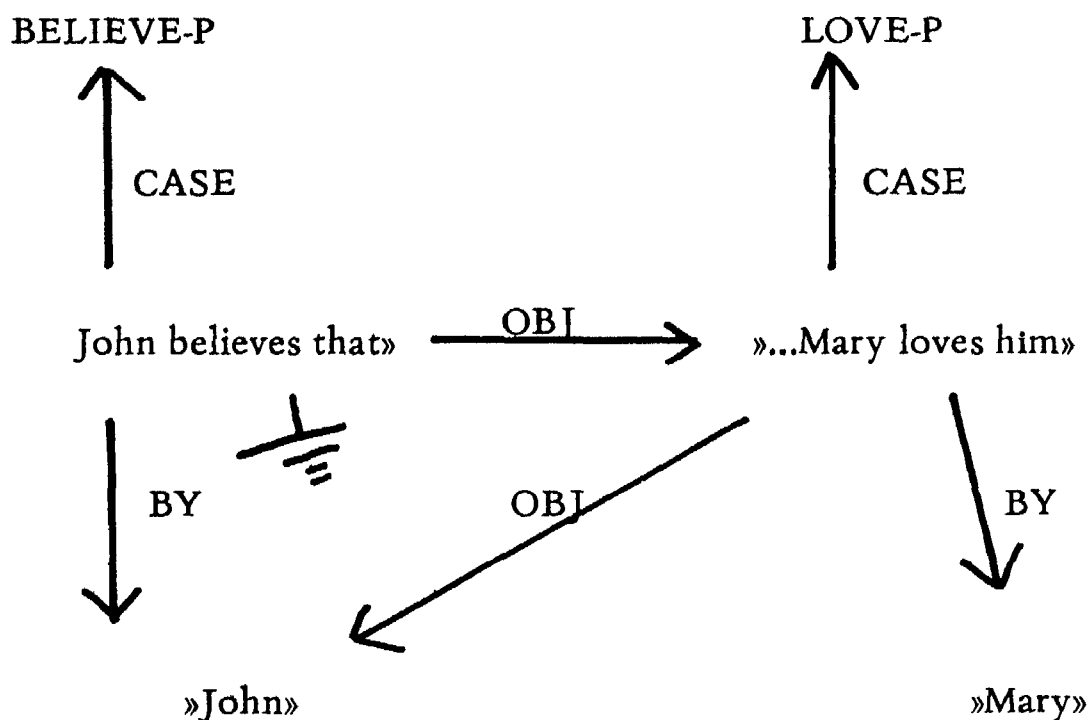 BELIEVE-P LOVE-P
CASE CASE
John believes that» OBJ »...Mary loves him»
BY OBJ BY
»John» »Mary»